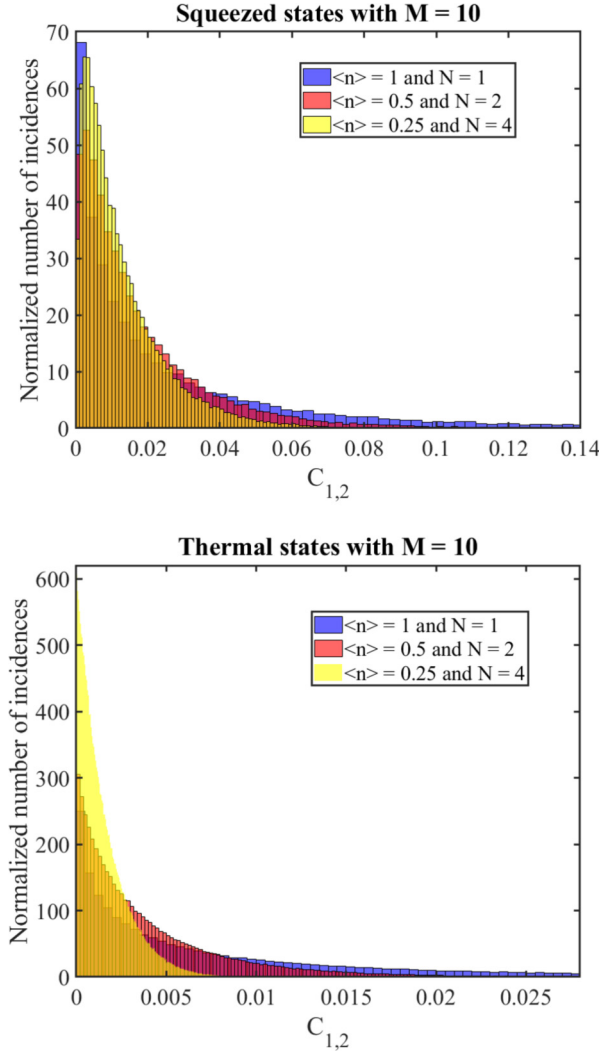 Squeezed states with M = 10
70
60
50
40
30
20
10
0
Normalized number of incidences
<n> = 1 and N = 1
<n> = 0.5 and N = 2
<n> = 0.25 and N = 4
0 0.02 0.04 0.06 0.08 0.1 0.12 0.14
C1,2
Thermal states with M = 10
600
500
400
300
200
100
0
Normalized number of incidences
<n> = 1 and N = 1
<n> = 0.5 and N = 2
<n> = 0.25 and N = 4
0 0.005 0.01 0.015 0.02 0.025
C1,2